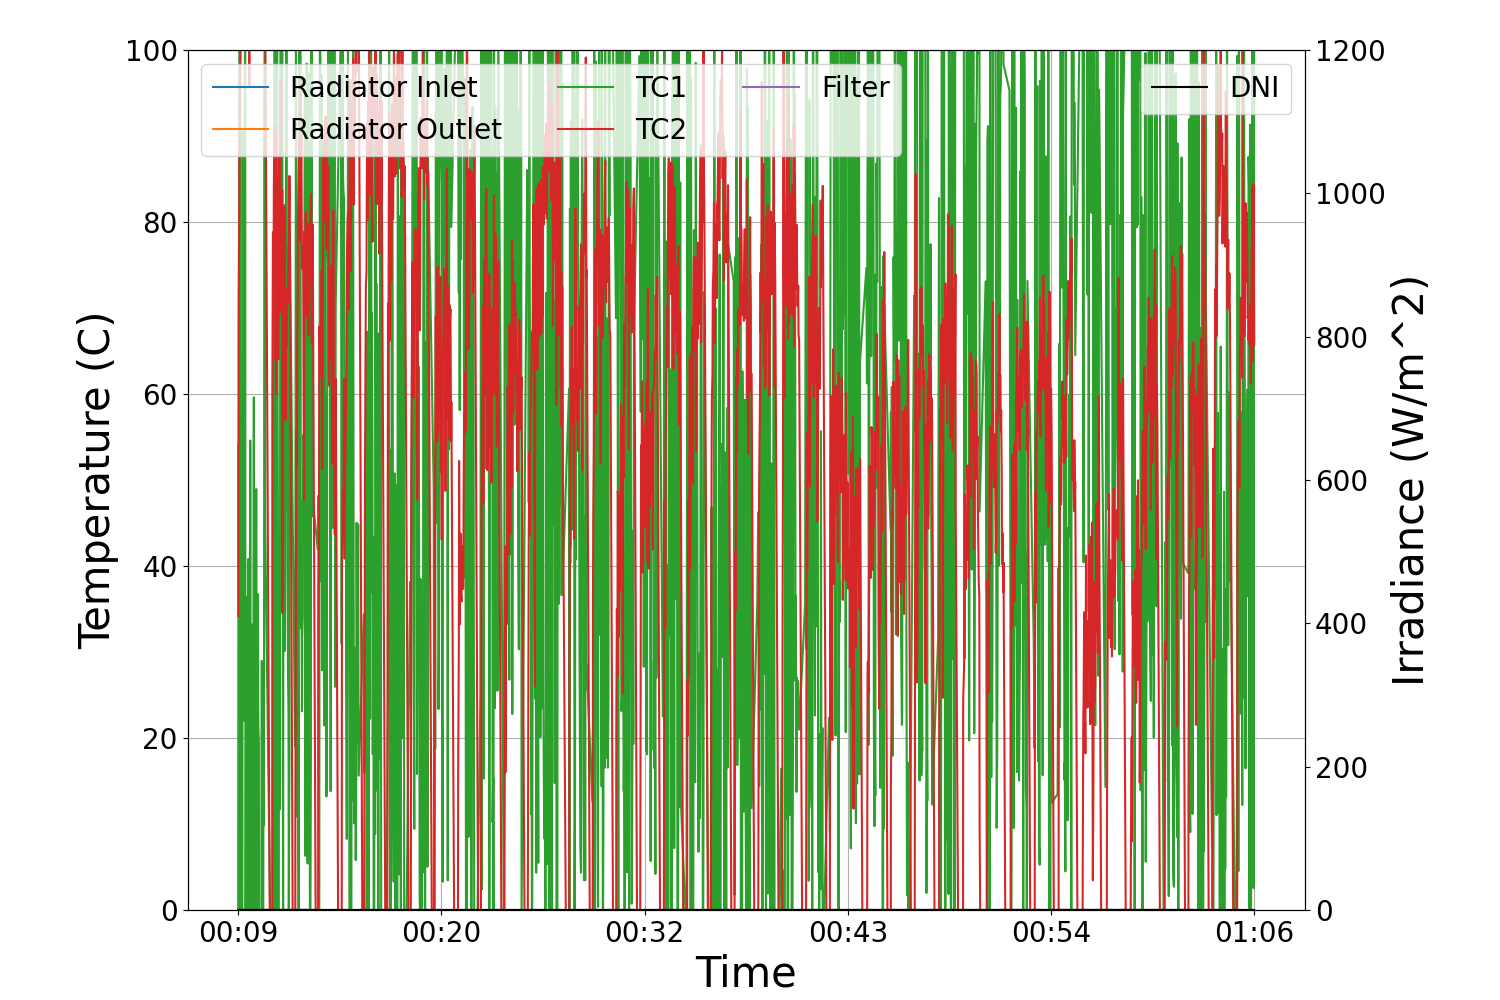 100
80
60
40
20
0
Temperature (C)
Radiator Inlet
Radiator Outlet
TC1
TC2
Filter
DNI
1200
1000
800
600
400
200
0
Irradiance (W/m^2)
00:09
00:20
00:32
00:43
00:54
01:06
Time